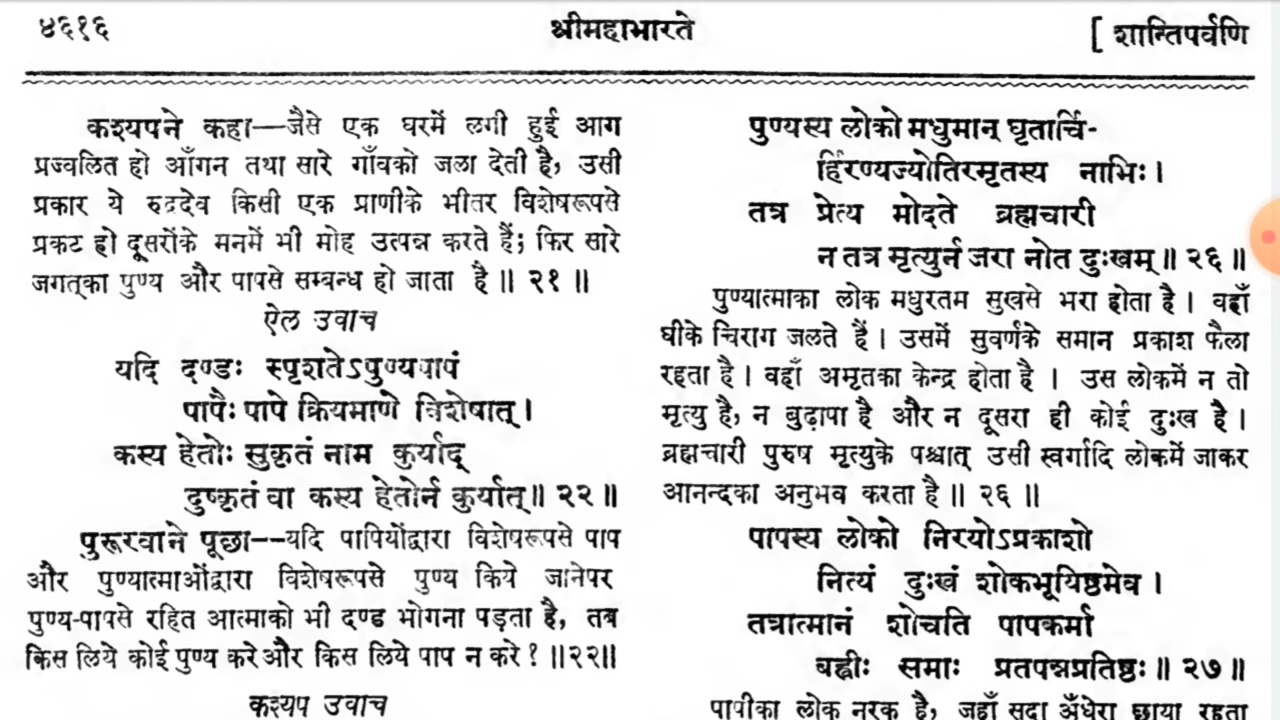 ४६१६
श्रीमहाभारते
[ शान्तिपर्वणि
कश्यपने कहा—जैसे एक घरमें लगी हुई आग
प्रज्वलित हो आँगन तथा सारे गाँवको जला देती है, उसी
प्रकार ये रुद्रदेव किसी एक प्राणीके भीतर विशेषरूपसे
प्रकट हो दूसरोंके मनमें भी मोह उत्पन्न करते हैं; फिर सारे
जगत्‌का पुण्य और पापसे सम्बन्ध हो जाता है ॥ २१ ॥
ऐल उवाच
यदि दण्डः स्पृशतेऽपुण्यपापं
पापैः पापे क्रियमाणे विशेषात् ।
कस्य हेतोः सुकृतं नाम कुर्याद्
दुष्कृतं वा कस्य हेतोर्न कुर्यात् ॥ २२ ॥
पुरूरवाने पूछा--यदि पापियोंद्वारा विशेषरूपसे पाप
और पुण्यात्माओंद्वारा विशेषरूपसे पुण्य किये जानेपर
पुण्य-पापसे रहित आत्माको भी दण्ड भोगना पड़ता है, तब
किस लिये कोई पुण्य करे और किस लिये पाप न करे ? ॥२२॥
कश्यप उवाच
पुण्यस्य लोको मधुमान् घृतार्चि-
र्हिरण्यज्योतिरमृतस्य नाभिः ।
तत्र प्रेत्य मोदते ब्रह्मचारी
न तत्र मृत्युर्न जरा नोत दुःखम् ॥ २६ ॥
पुण्यात्माका लोक मधुरतम सुखसे भरा होता है । वहाँ
घीके चिराग जलते हैं । उसमें सुवर्णके समान प्रकाश फैला
रहता है । वहाँ अमृतका केन्द्र होता है । उस लोकमें न तो
मृत्यु है, न बुढ़ापा है और न दूसरा ही कोई दुःख है ।
ब्रह्मचारी पुरुष मृत्युके पश्चात् उसी स्वर्गादि लोकमें जाकर
आनन्दका अनुभव करता है ॥ २६ ॥
पापस्य लोको निरयोऽप्रकाशो
नित्यं दुःखं शोकभूयिष्ठमेव ।
तत्रात्मानं शोचति पापकर्मा
बह्वीः समाः प्रतपन्नप्रतिष्ठः ॥ २७ ॥
पापीका लोक नरक है, जहाँ सदा अँधेरा छाया रहता